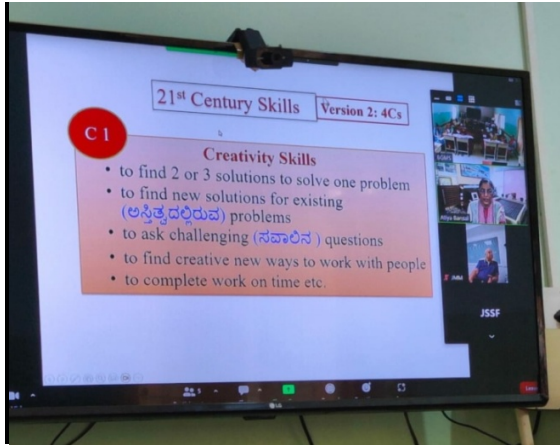 21st Century Skills
Version 2: 4Cs
C 1
Creativity Skills
• to find 2 or 3 solutions to solve one problem
• to find new solutions for existing
(ಅಸ್ತಿತ್ವದಲ್ಲಿರುವ) problems
• to ask challenging (ಸವಾಲಿನ ) questions
• to find creative new ways to work with people
• to complete work on time etc.
JSSF
LG